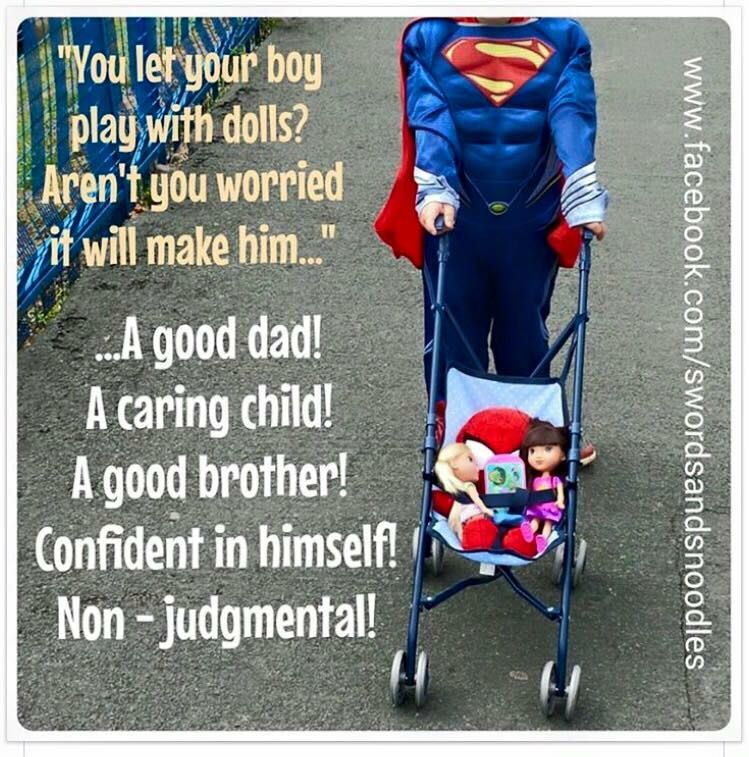 "You let your boy
play with dolls?
Aren't you worried
it will make him..."
...A good dad!
A caring child!
A good brother!
Confident in himself!
Non - judgmental!
www.facebook.com/swordsandsnoodles